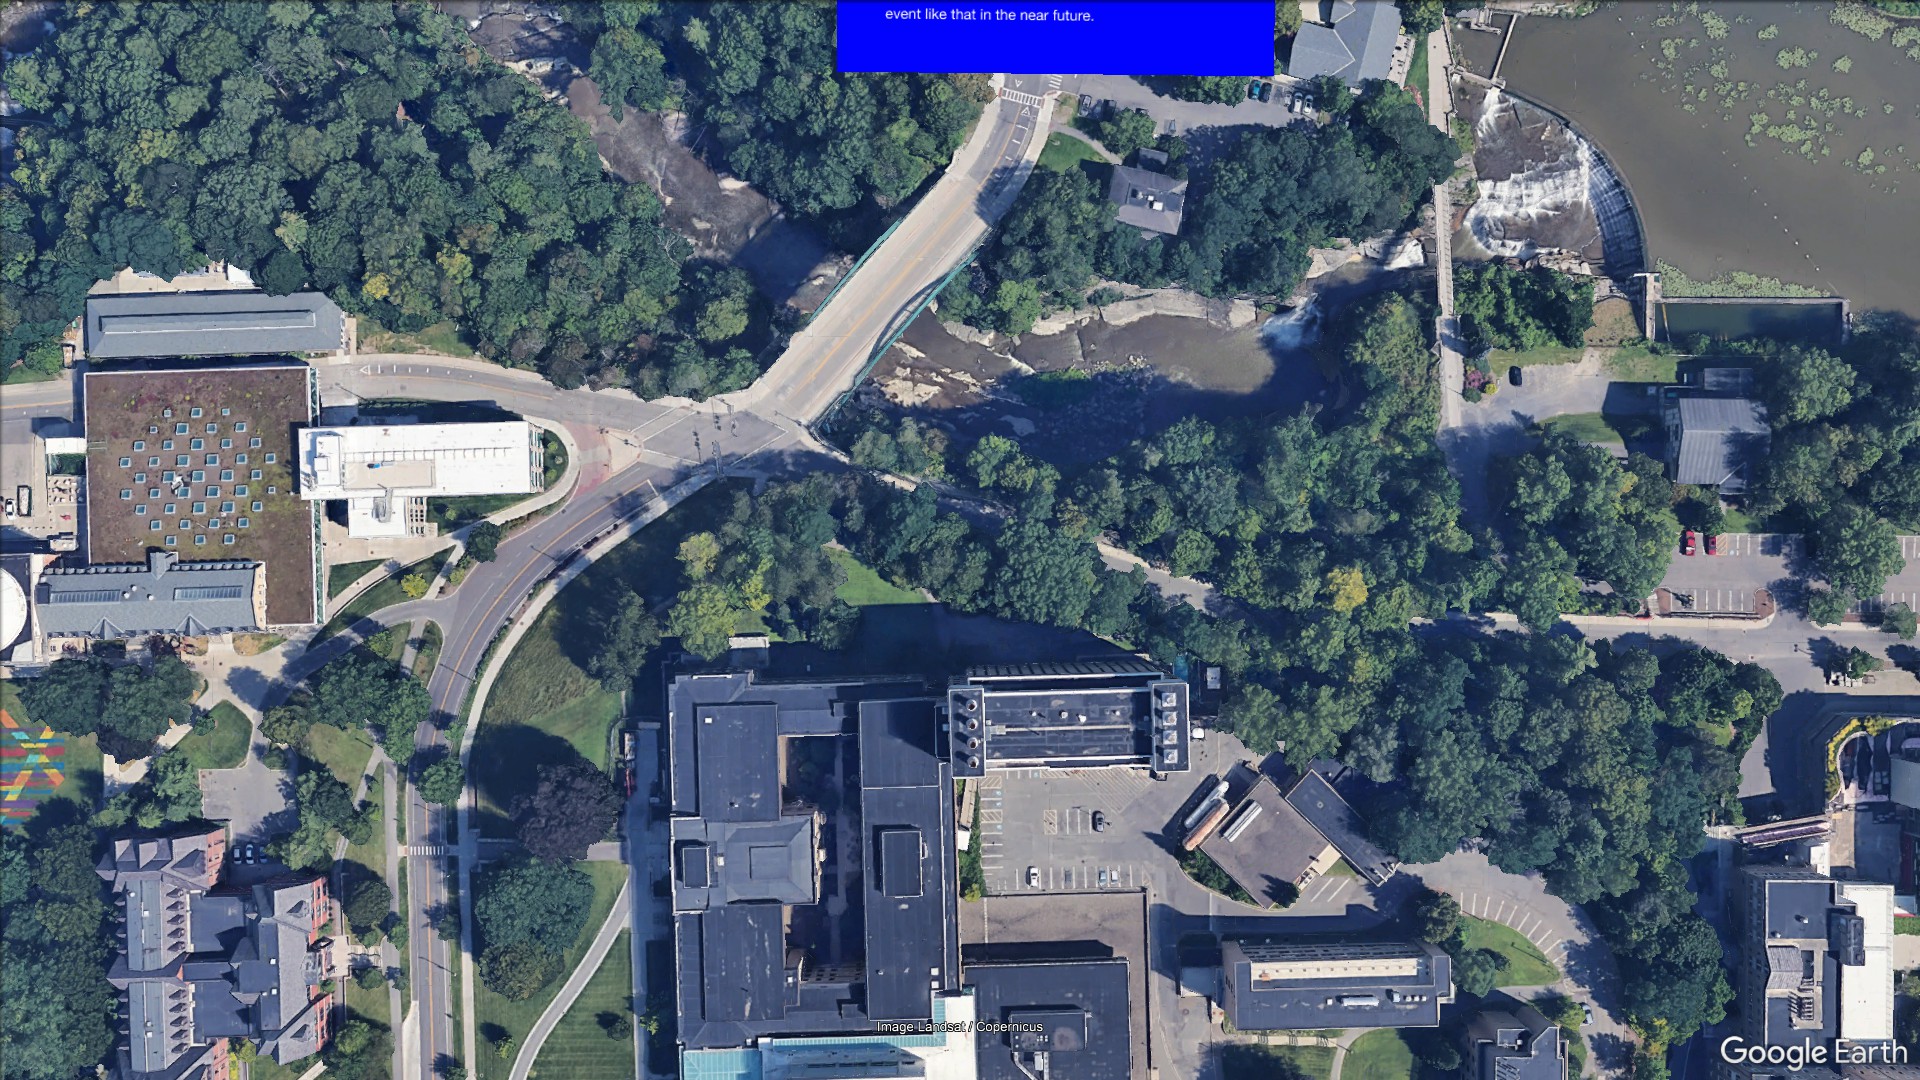 event like that in the near future.
Image Landsat / Copernicus
Google Earth